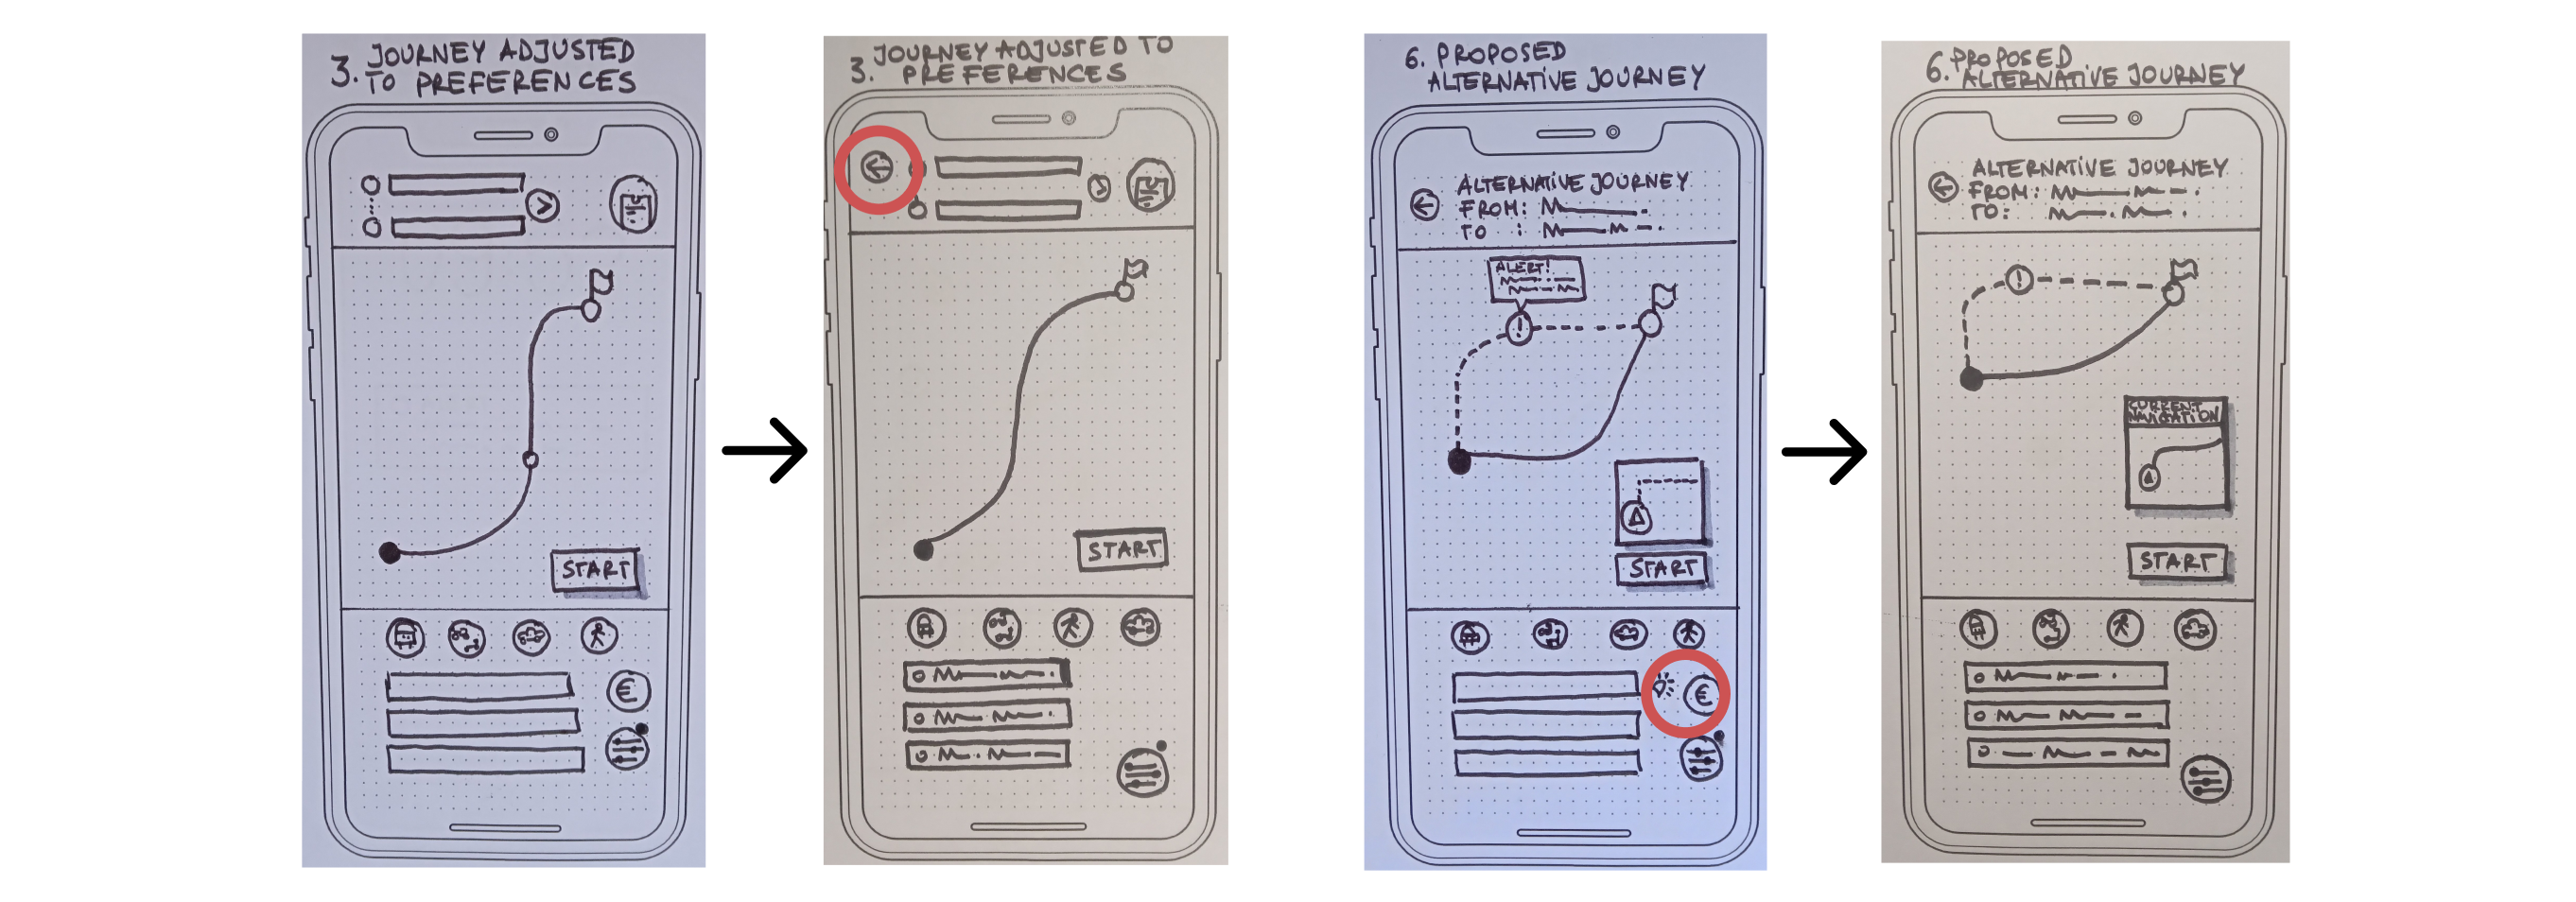 3. JOURNEY ADJUSTED
TO PREFERENCES
START
€
3. JOURNEY ADJUSTED TO
PREFERENCES
START
6. PROPOSED
ALTERNATIVE JOURNEY
ALTERNATIVE JOURNEY
FROM:
TO :
ALERT!
!
START
€
6. PROPOSED
ALTERNATIVE JOURNEY
ALTERNATIVE JOURNEY
FROM:
TO:
!
CURRENT
NAVIGATION
START